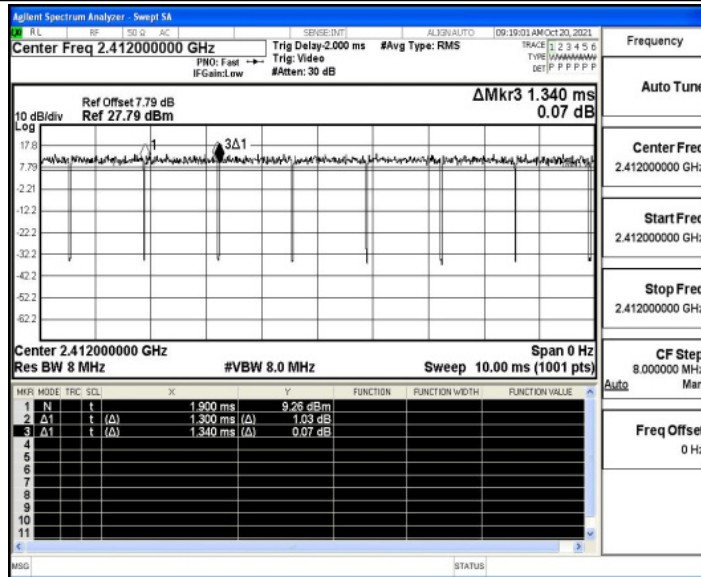 Agilent Spectrum Analyzer - Swept SA
RL RF 50 Ω AC SENSE:INT ALIGNAUTO 09:19:01 AM Oct 20, 2021
Center Freq 2.412000000 GHz
PNO: Fast
IFGain:Low
Trig Delay-2.000 ms
Trig: Video
#Atten: 30 dB
#Avg Type: RMS
TRACE 1 2 3 4 5 6
TYPE
DET P P P P P P
Frequency
Ref Offset 7.79 dB
10 dB/div Ref 27.79 dBm
Log
ΔMkr3 1.340 ms
0.07 dB
1
3Δ1
17.8
7.79
-2.21
-12.2
-22.2
-32.2
-42.2
-52.2
-62.2
Center 2.412000000 GHz Span 0 Hz
Res BW 8 MHz #VBW 8.0 MHz Sweep 10.00 ms (1001 pts)
MKR MODE TRC SCL X Y FUNCTION FUNCTION WIDTH FUNCTION VALUE
1 N t 1.900 ms 9.26 dBm
2 Δ1 t (Δ) 1.300 ms (Δ) 1.03 dB
3 Δ1 t (Δ) 1.340 ms (Δ) 0.07 dB
4
5
6
7
8
9
10
11
MSG STATUS
Auto Tune
Center Freq
2.412000000 GHz
Start Freq
2.412000000 GHz
Stop Freq
2.412000000 GHz
CF Step
8.000000 MHz
Auto Man
Freq Offset
0 Hz